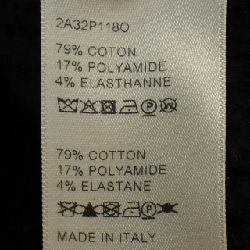 2A32P118O
79% COTON
17% POLYAMIDE
4% ELASTHANNE
79% COTTON
17% POLYAMIDE
4% ELASTANE
MADE IN ITALY